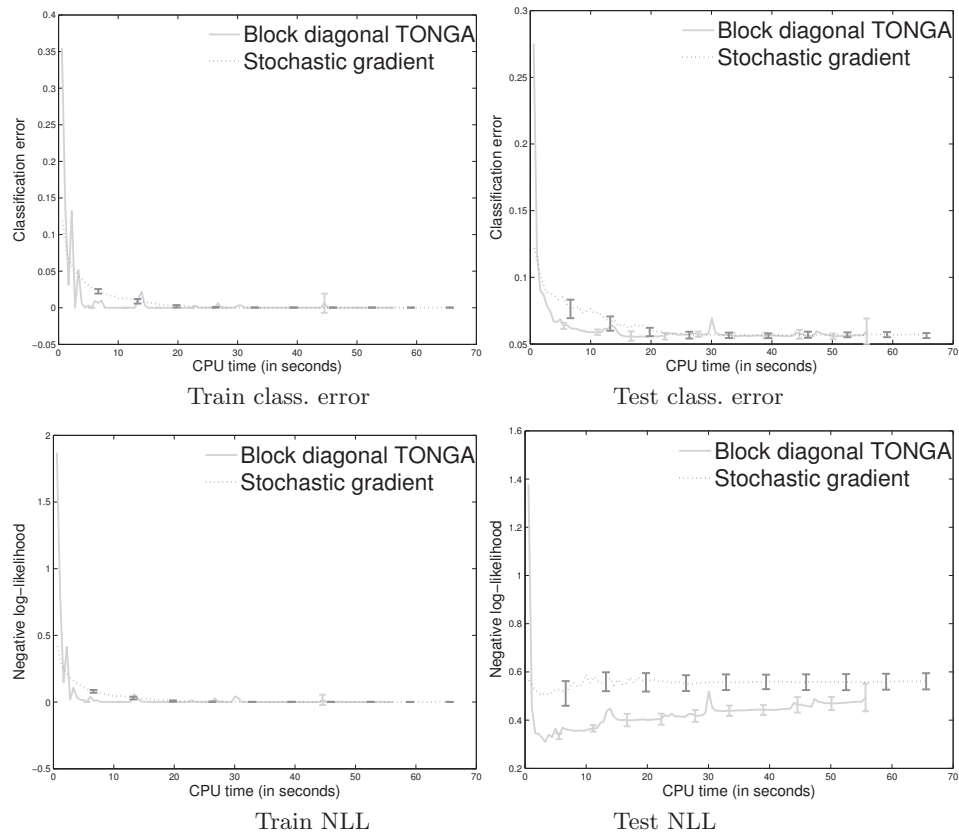 0.4
0.35
0.3
0.25
0.2
0.15
0.1
0.05
0
−0.05
Classification error
Block diagonal TONGA
Stochastic gradient
0 10 20 30 40 50 60 70
CPU time (in seconds)
Train class. error
0.3
0.25
0.2
0.15
0.1
0.05
Classification error
Block diagonal TONGA
Stochastic gradient
0 10 20 30 40 50 60 70
CPU time (in seconds)
Test class. error
2
1.5
1
0.5
0
−0.5
Negative log−likelihood
Block diagonal TONGA
Stochastic gradient
0 10 20 30 40 50 60 70
CPU time (in seconds)
Train NLL
1.6
1.4
1.2
1
0.8
0.6
0.4
0.2
Negative log−likelihood
Block diagonal TONGA
Stochastic gradient
0 10 20 30 40 50 60 70
CPU time (in seconds)
Test NLL